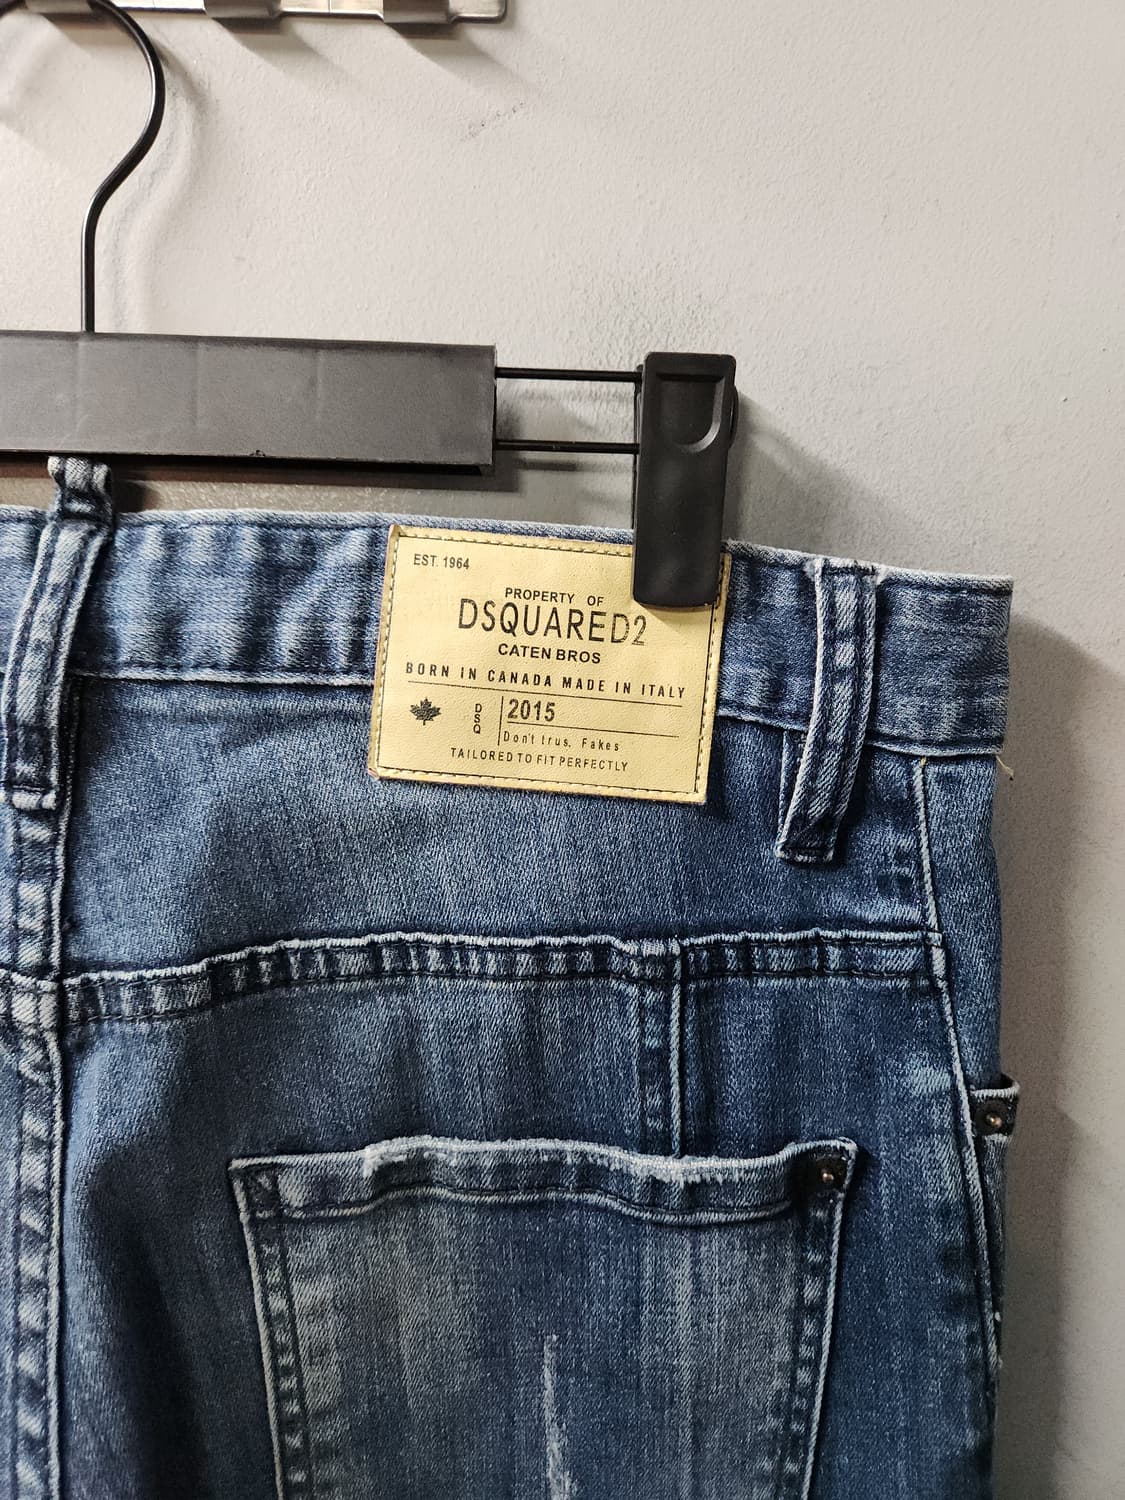 EST. 1964
PROPERTY OF
DSQUARED2
CATEN BROS
BORN IN CANADA MADE IN ITALY
DSQ
2015
Don't trus. Fakes
TAILORED TO FIT PERFECTLY